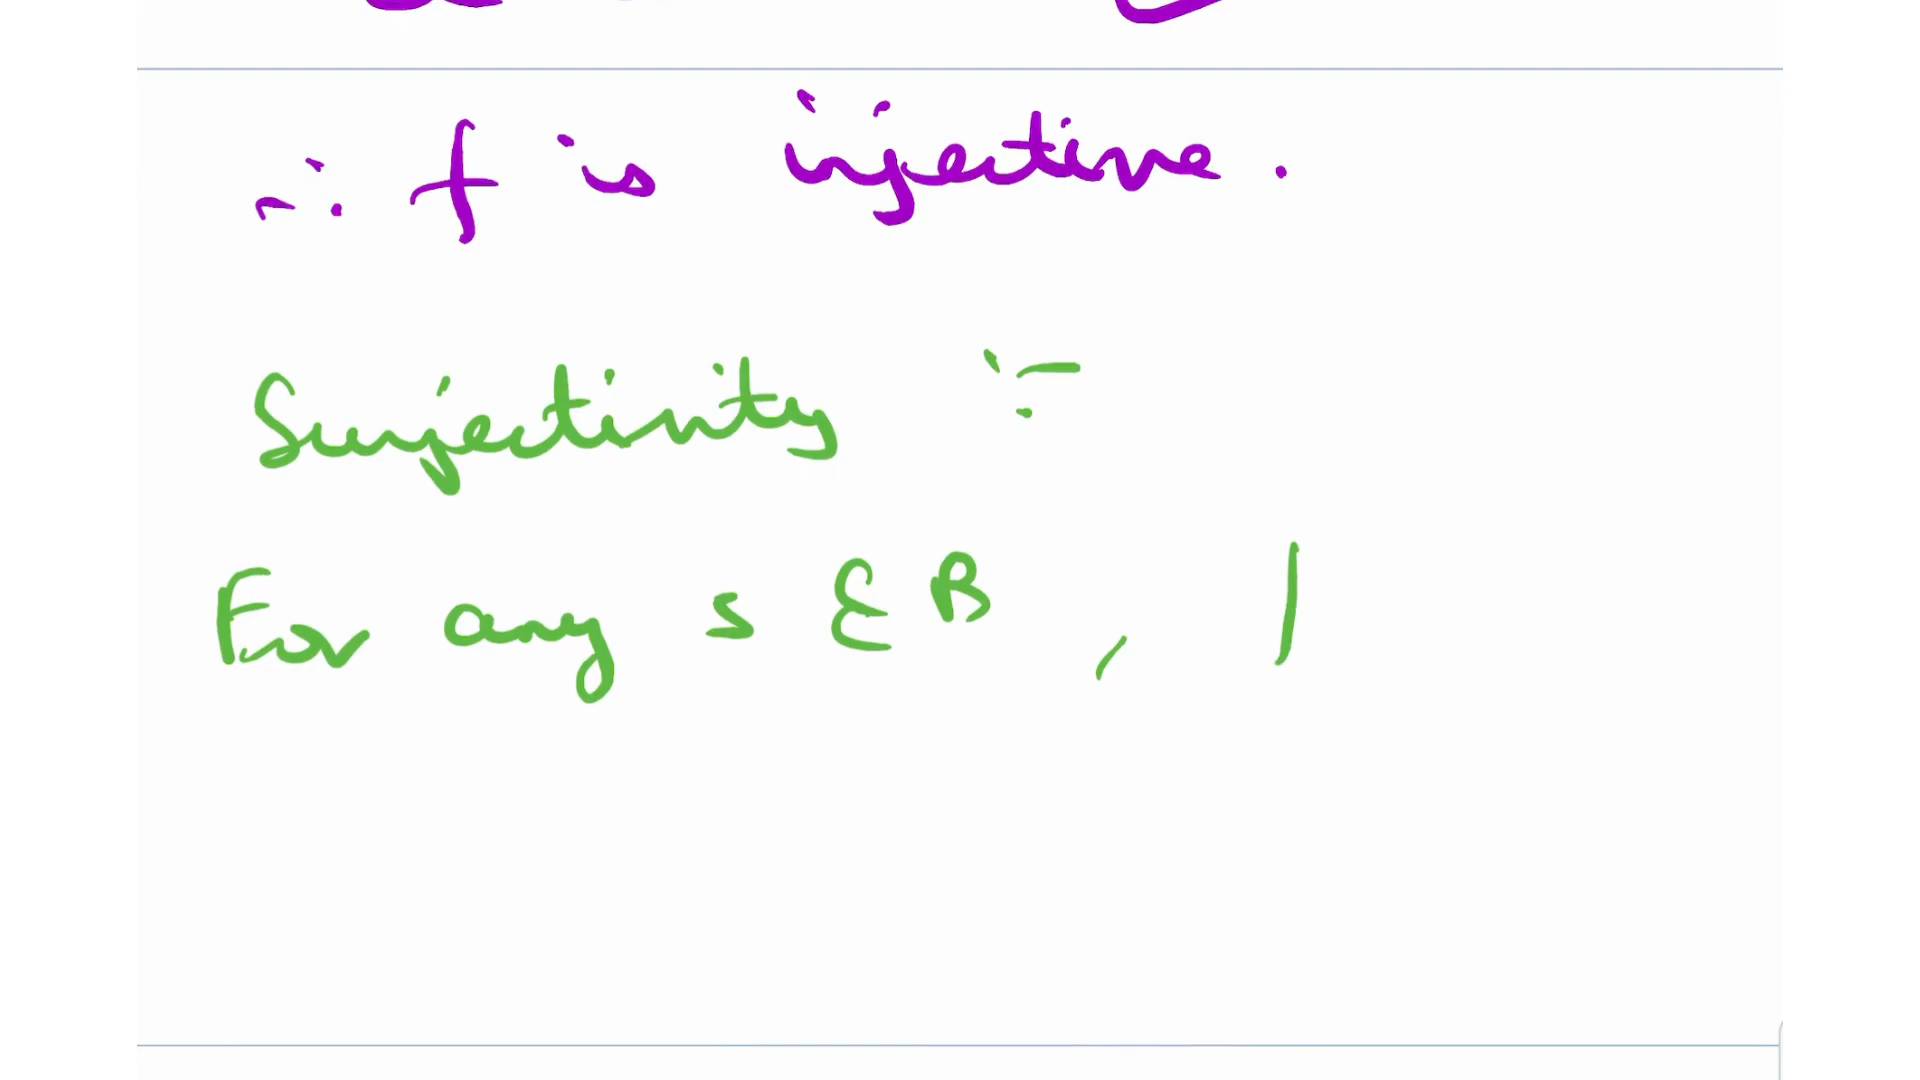 ∴ f is injective.
Surjectivity :-
For any s ∈ B ,